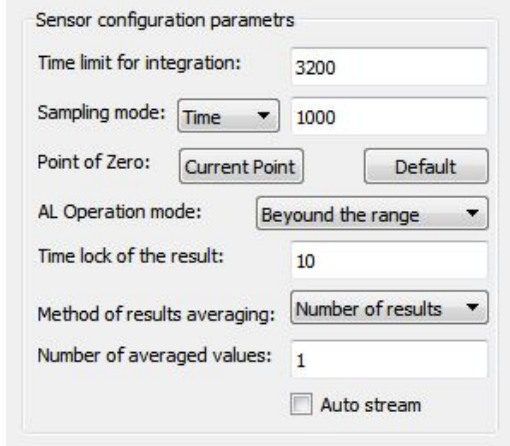 Sensor configuration parametrs
Time limit for integration: 3200
Sampling mode: Time 1000
Point of Zero: Current Point Default
AL Operation mode: Beyound the range
Time lock of the result: 10
Method of results averaging: Number of results
Number of averaged values: 1
Auto stream